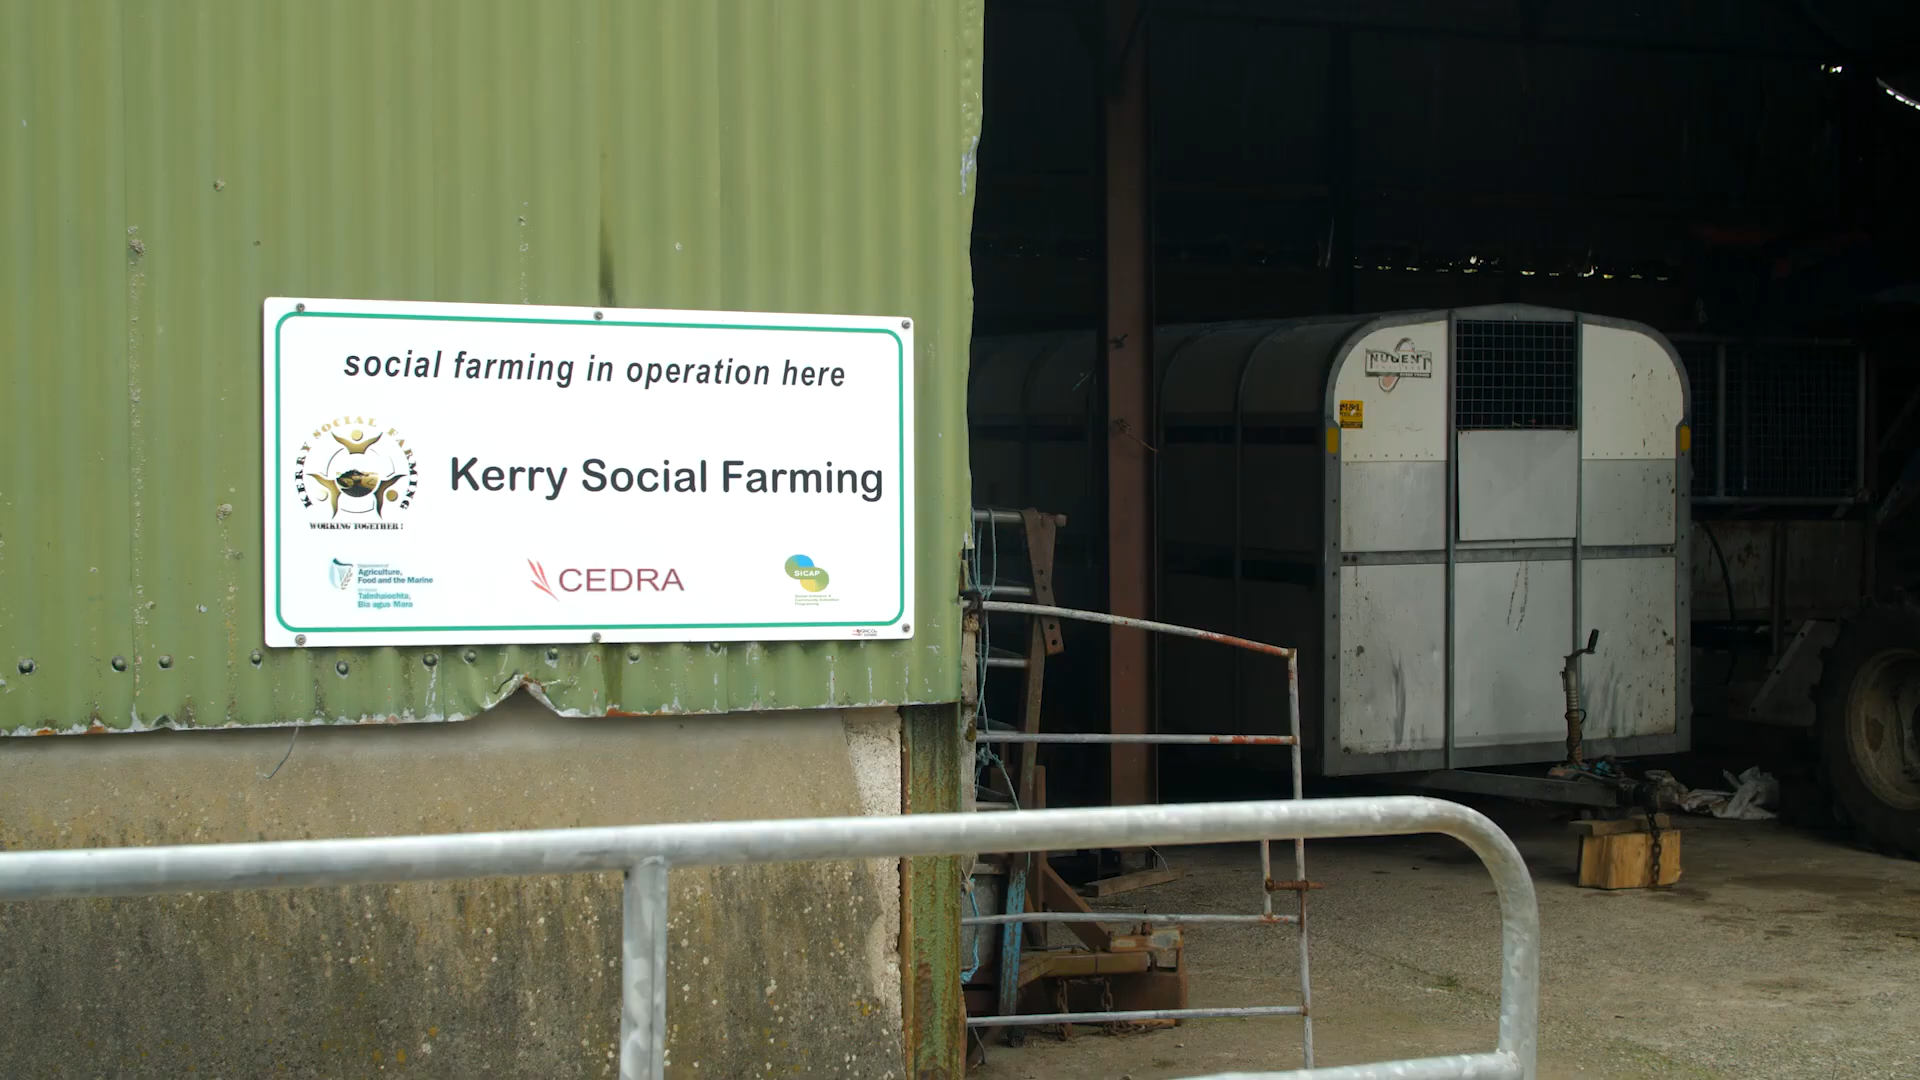 social farming in operation here
KERRY SOCIAL FARMING
WORKING TOGETHER!
Kerry Social Farming
Agriculture,
Food and the Marine
Talmhaíochta,
Bia agus Mara
CEDRA
SICAP
NUGENT